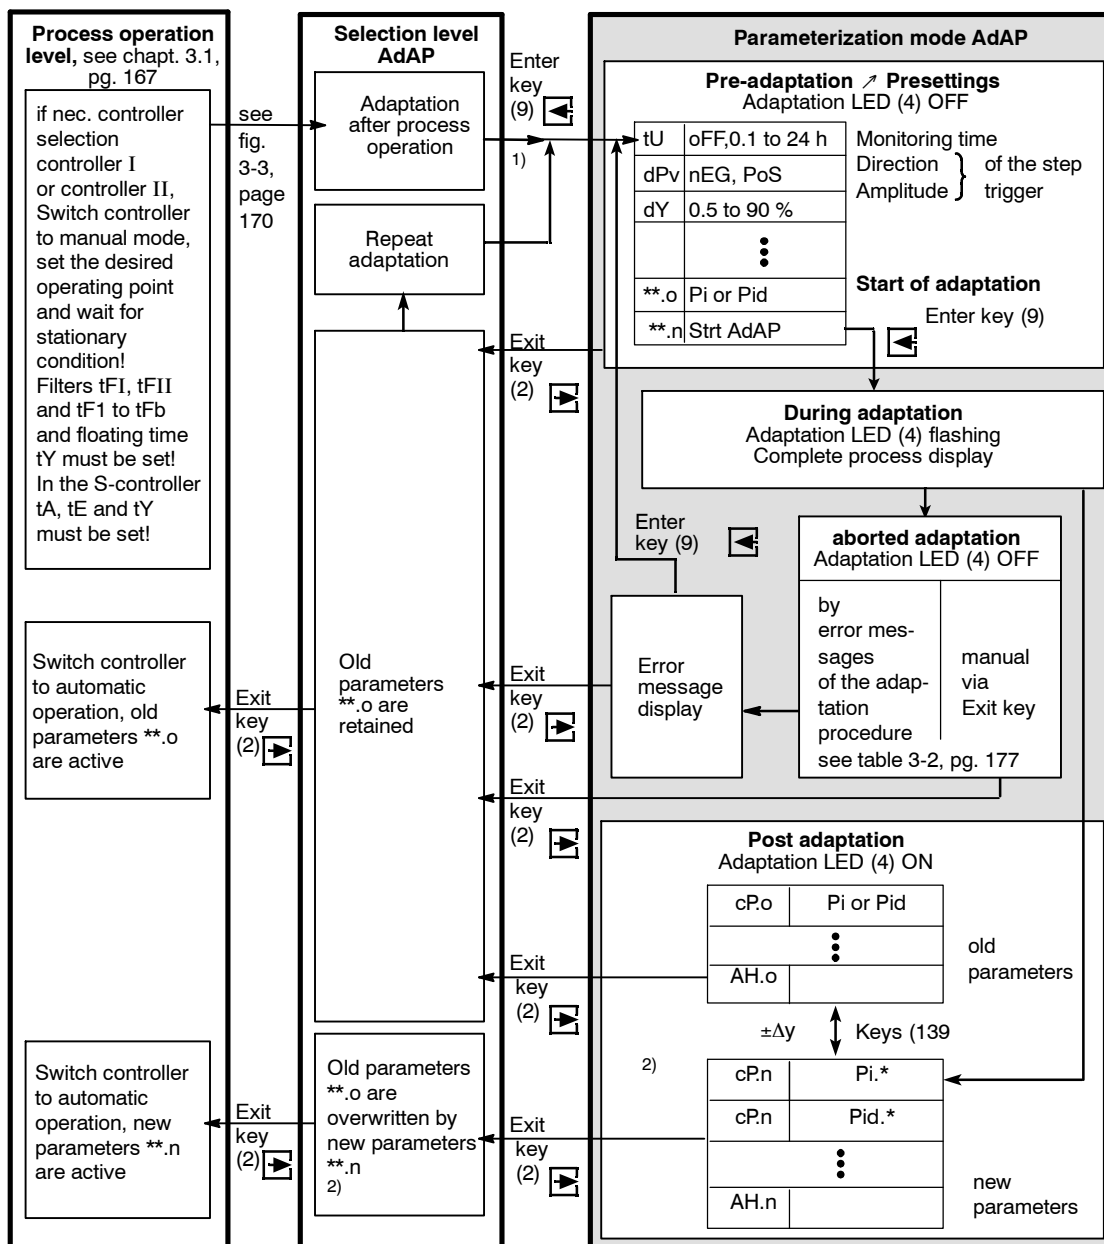 Process operation
level, see chapt. 3.1,
pg. 167
if nec. controller
selection
controller I
or controller II,
Switch controller
to manual mode,
set the desired
operating point
and wait for
stationary
condition!
Filters tFI, tFII
and tF1 to tFb
and floating time
tY must be set!
In the S-controller
tA, tE and tY
must be set!
see
fig.
3-3,
page
170
Switch controller
to automatic
operation, old
parameters **.o
are active
Exit
key
(2)
Switch controller
to automatic
operation, new
parameters **.n
are active
Exit
key
(2)
Selection level
AdAP
Adaptation
after process
operation
Repeat
adaptation
Old
parameters
**.o are
retained
Old parameters
**.o are
overwritten by
new parameters
**.n
2)
Enter
key
(9)
1)
Exit
key
(2)
Enter
key (9)
Exit
key
(2)
Exit
key
(2)
Exit
key
(2)
Exit
key
(2)
Parameterization mode AdAP
Pre-adaptation ↗ Presettings
Adaptation LED (4) OFF
tU oFF,0.1 to 24 h Monitoring time
dPv nEG, PoS Direction
dY 0.5 to 90 % Amplitude
of the step
trigger
**.o Pi or Pid
**.n Strt AdAP
Start of adaptation
Enter key (9)
During adaptation
Adaptation LED (4) flashing
Complete process display
aborted adaptation
Adaptation LED (4) OFF
by
error mes-
sages
of the adap-
tation
procedure
see table 3-2, pg. 177
manual
via
Exit key
Error
message
display
Post adaptation
Adaptation LED (4) ON
cP.o Pi or Pid
AH.o
old
parameters
±Δy Keys (139
2)
cP.n Pi.*
cP.n Pid.*
AH.n
new
parameters